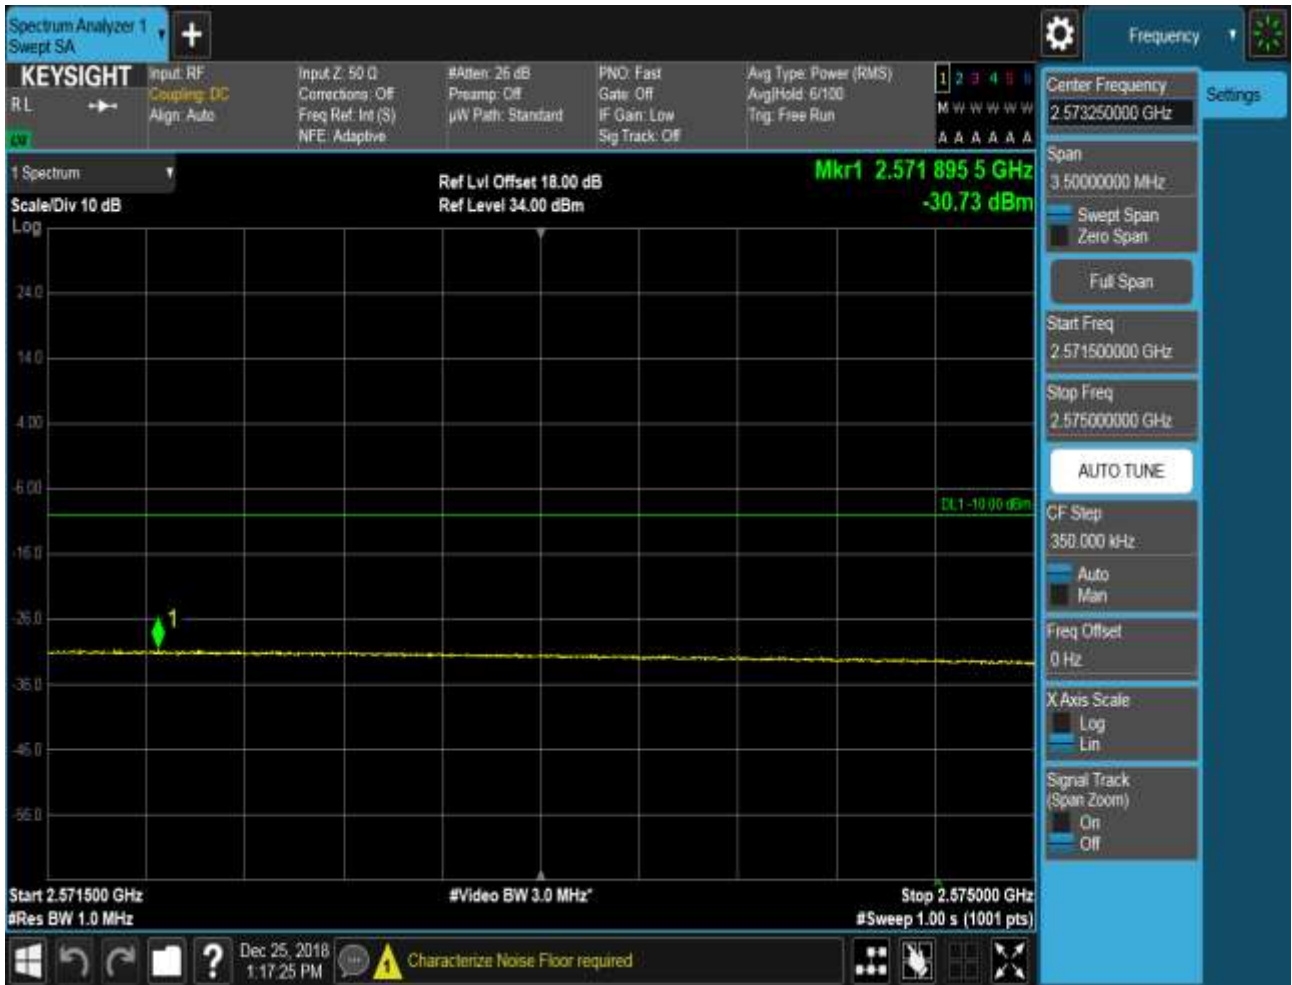 Spectrum Analyzer 1
Swept SA
+
Frequency
KEYSIGHT
RL
Input: RF
Coupling: DC
Align: Auto
Input Z: 50 Ω
Corrections: Off
Freq Ref: Int (S)
NFE: Adaptive
#Atten: 26 dB
Preamp: Off
µW Path: Standard
PNO: Fast
Gate: Off
IF Gain: Low
Sig Track: Off
Avg Type: Power (RMS)
Avg|Hold: 6/100
Trig: Free Run
1 2 3 4 5 6
M W W W W W
A A A A A A
1 Spectrum
Scale/Div 10 dB
Log
Ref Lvl Offset 18.00 dB
Ref Level 34.00 dBm
Mkr1 2.571 895 5 GHz
-30.73 dBm
24.0
14.0
4.00
-6.00
-16.0
-26.0
-36.0
-46.0
-56.0
DL1 -10.00 dBm
1
Start 2.571500 GHz
#Res BW 1.0 MHz
#Video BW 3.0 MHz*
Stop 2.575000 GHz
#Sweep 1.00 s (1001 pts)
Dec 25, 2018
1:17:25 PM
Characterize Noise Floor required
Center Frequency
2.573250000 GHz
Settings
Span
3.50000000 MHz
Swept Span
Zero Span
Full Span
Start Freq
2.571500000 GHz
Stop Freq
2.575000000 GHz
AUTO TUNE
CF Step
350.000 kHz
Auto
Man
Freq Offset
0 Hz
X Axis Scale
Log
Lin
Signal Track
(Span Zoom)
On
Off